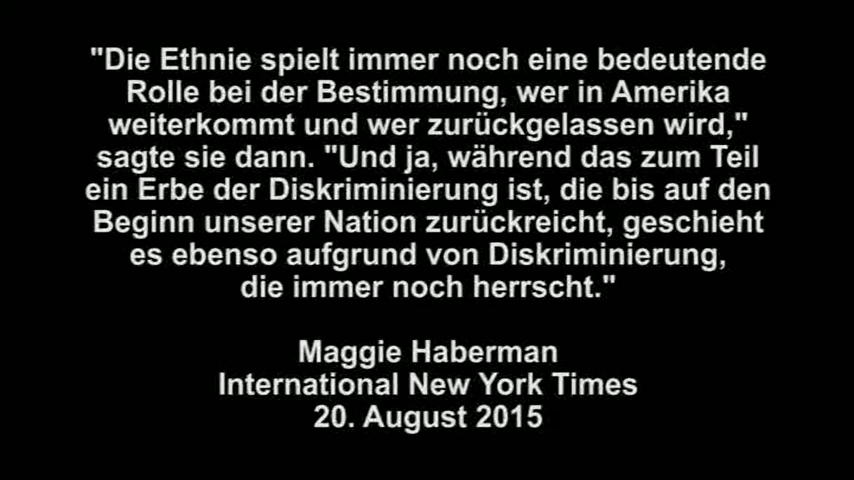 "Die Ethnie spielt immer noch eine bedeutende
Rolle bei der Bestimmung, wer in Amerika
weiterkommt und wer zurückgelassen wird,"
sagte sie dann. "Und ja, während das zum Teil
ein Erbe der Diskriminierung ist, die bis auf den
Beginn unserer Nation zurückreicht, geschieht
es ebenso aufgrund von Diskriminierung,
die immer noch herrscht."
Maggie Haberman
International New York Times
20. August 2015